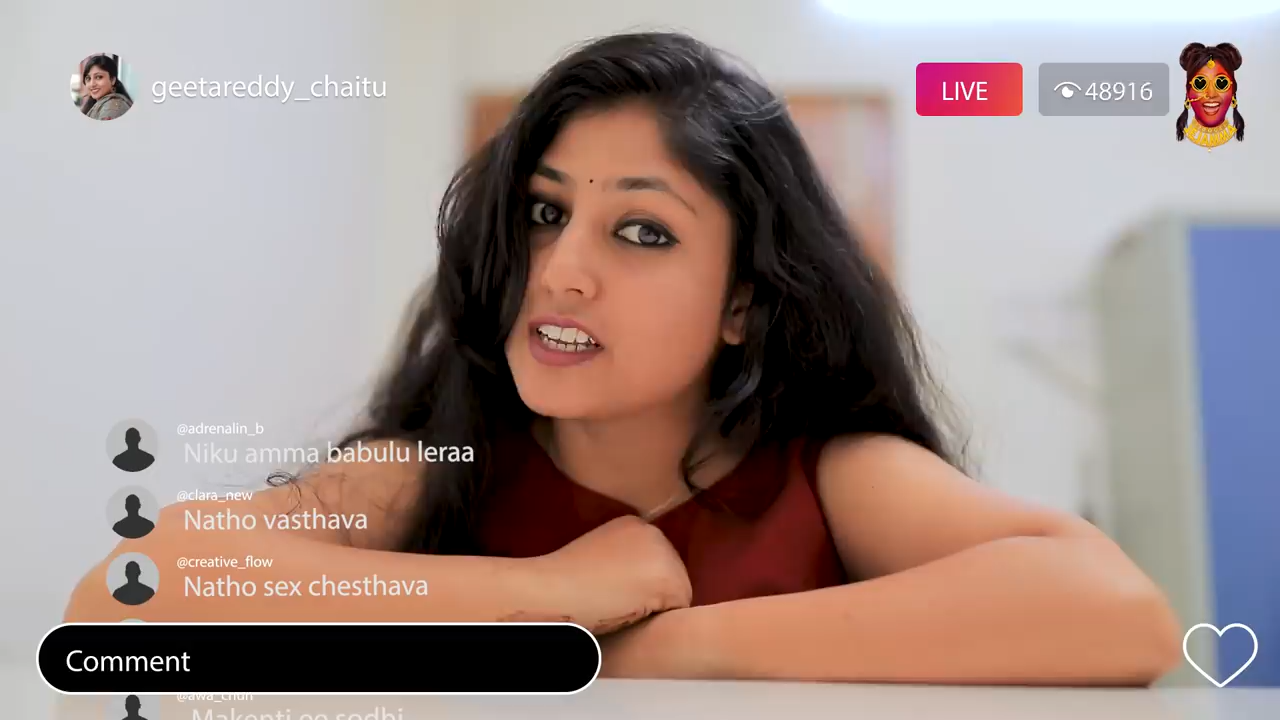 geetareddy_chaitu
LIVE
48916
@adrenalin_b
Niku amma babulu leraa
@clara_new
Natho vasthava
@creative_flow
Natho sex chesthava
Comment